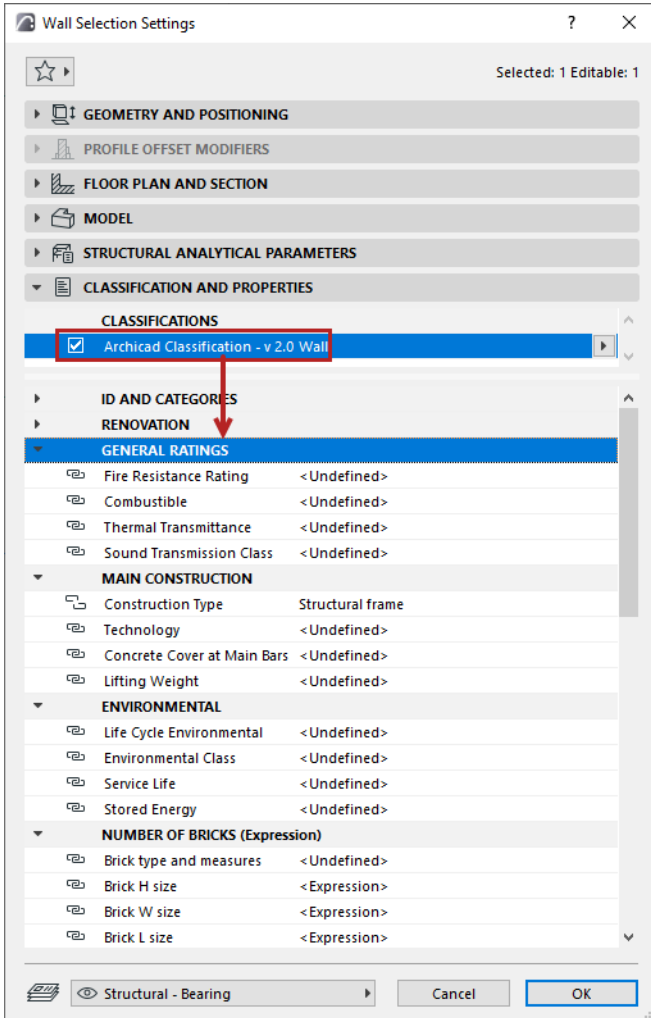 Wall Selection Settings ?
Selected: 1 Editable: 1
GEOMETRY AND POSITIONING
PROFILE OFFSET MODIFIERS
FLOOR PLAN AND SECTION
MODEL
STRUCTURAL ANALYTICAL PARAMETERS
CLASSIFICATION AND PROPERTIES
CLASSIFICATIONS
Archicad Classification - v 2.0 Wall
ID AND CATEGORIES
RENOVATION
GENERAL RATINGS
Fire Resistance Rating <Undefined>
Combustible <Undefined>
Thermal Transmittance <Undefined>
Sound Transmission Class <Undefined>
MAIN CONSTRUCTION
Construction Type Structural frame
Technology <Undefined>
Concrete Cover at Main Bars <Undefined>
Lifting Weight <Undefined>
ENVIRONMENTAL
Life Cycle Environmental <Undefined>
Environmental Class <Undefined>
Service Life <Undefined>
Stored Energy <Undefined>
NUMBER OF BRICKS (Expression)
Brick type and measures <Undefined>
Brick H size <Expression>
Brick W size <Expression>
Brick L size <Expression>
Structural - Bearing Cancel OK